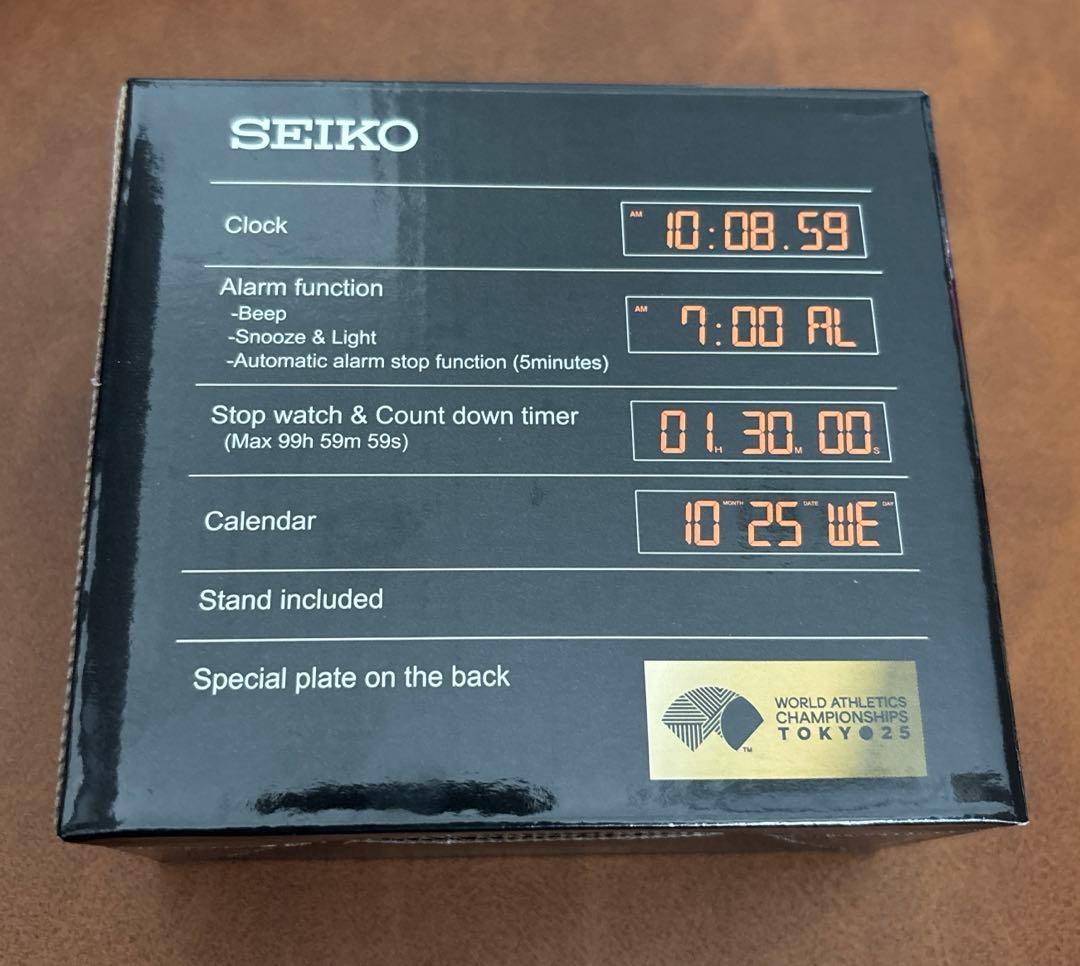 SEIKO
Clock
AM 10:08.59
Alarm function
-Beep
-Snooze & Light
-Automatic alarm stop function (5minutes)
AM 7:00 AL
Stop watch & Count down timer
(Max 99h 59m 59s)
01H 30M 00S
Calendar
10 MONTH 25 DATE WE DAY
Stand included
Special plate on the back
WORLD ATHLETICS
CHAMPIONSHIPS
TOKYO25
TM